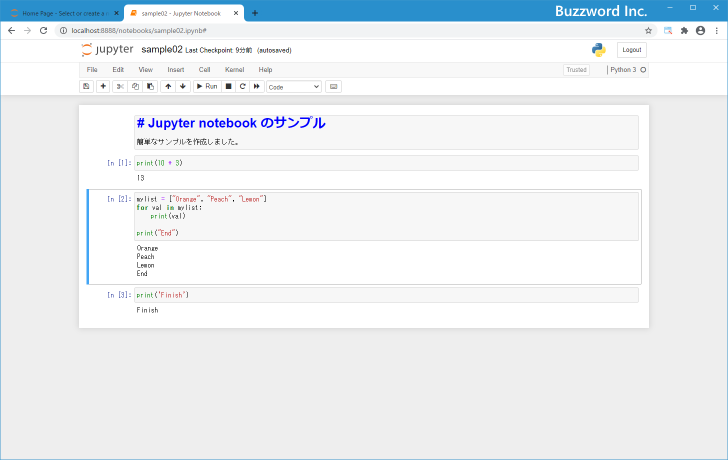 Home Page - Select or create a
sample02 - Jupyter Notebook
Buzzword Inc.
localhost:8888/notebooks/sample02.ipynb#
jupyter sample02 Last Checkpoint: 9分前 (autosaved)
Logout
File Edit View Insert Cell Kernel Help
Trusted
Python 3
Run
Code
# Jupyter notebook のサンプル
簡単なサンプルを作成しました。
In [1]: print(10 + 3)
13
In [2]: mylist = ["Orange", "Peach", "Lemon"]
for val in mylist:
print(val)
print("End")
Orange
Peach
Lemon
End
In [3]: print('Finish')
Finish